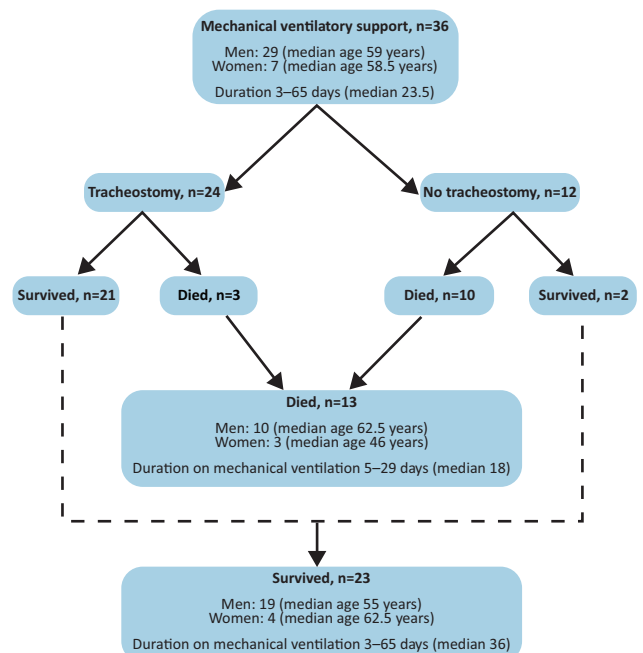 Mechanical ventilatory support, n=36
Men: 29 (median age 59 years)
Women: 7 (median age 58.5 years)
Duration 3–65 days (median 23.5)
Tracheostomy, n=24
No tracheostomy, n=12
Survived, n=21
Died, n=3
Died, n=10
Survived, n=2
Died, n=13
Men: 10 (median age 62.5 years)
Women: 3 (median age 46 years)
Duration on mechanical ventilation 5–29 days (median 18)
Survived, n=23
Men: 19 (median age 55 years)
Women: 4 (median age 62.5 years)
Duration on mechanical ventilation 3–65 days (median 36)